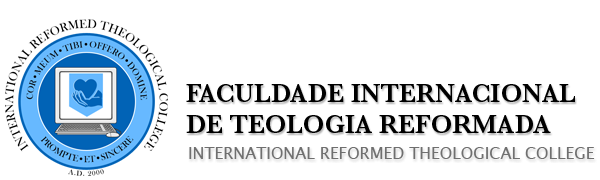 INTERNATIONAL REFORMED THEOLOGICAL COLLEGE
COR • MEUM • TIBI • OFFERO • DOMINE
PROMPTE • ET • SINCERE
A.D. 2000
FACULDADE INTERNACIONAL
DE TEOLOGIA REFORMADA
INTERNATIONAL REFORMED THEOLOGICAL COLLEGE